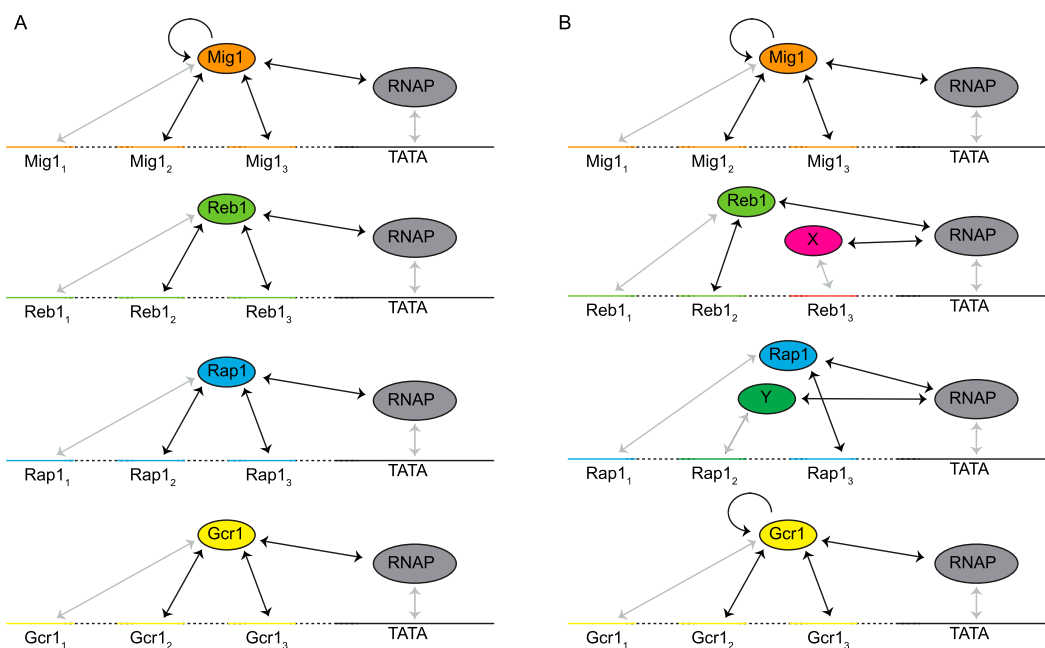 A
Mig1
RNAP
Mig1₁ Mig1₂ Mig1₃ TATA
Reb1
RNAP
Reb1₁ Reb1₂ Reb1₃ TATA
Rap1
RNAP
Rap1₁ Rap1₂ Rap1₃ TATA
Gcr1
RNAP
Gcr1₁ Gcr1₂ Gcr1₃ TATA
B
Mig1
RNAP
Mig1₁ Mig1₂ Mig1₃ TATA
Reb1
X
RNAP
Reb1₁ Reb1₂ Reb1₃ TATA
Rap1
Y
RNAP
Rap1₁ Rap1₂ Rap1₃ TATA
Gcr1
RNAP
Gcr1₁ Gcr1₂ Gcr1₃ TATA